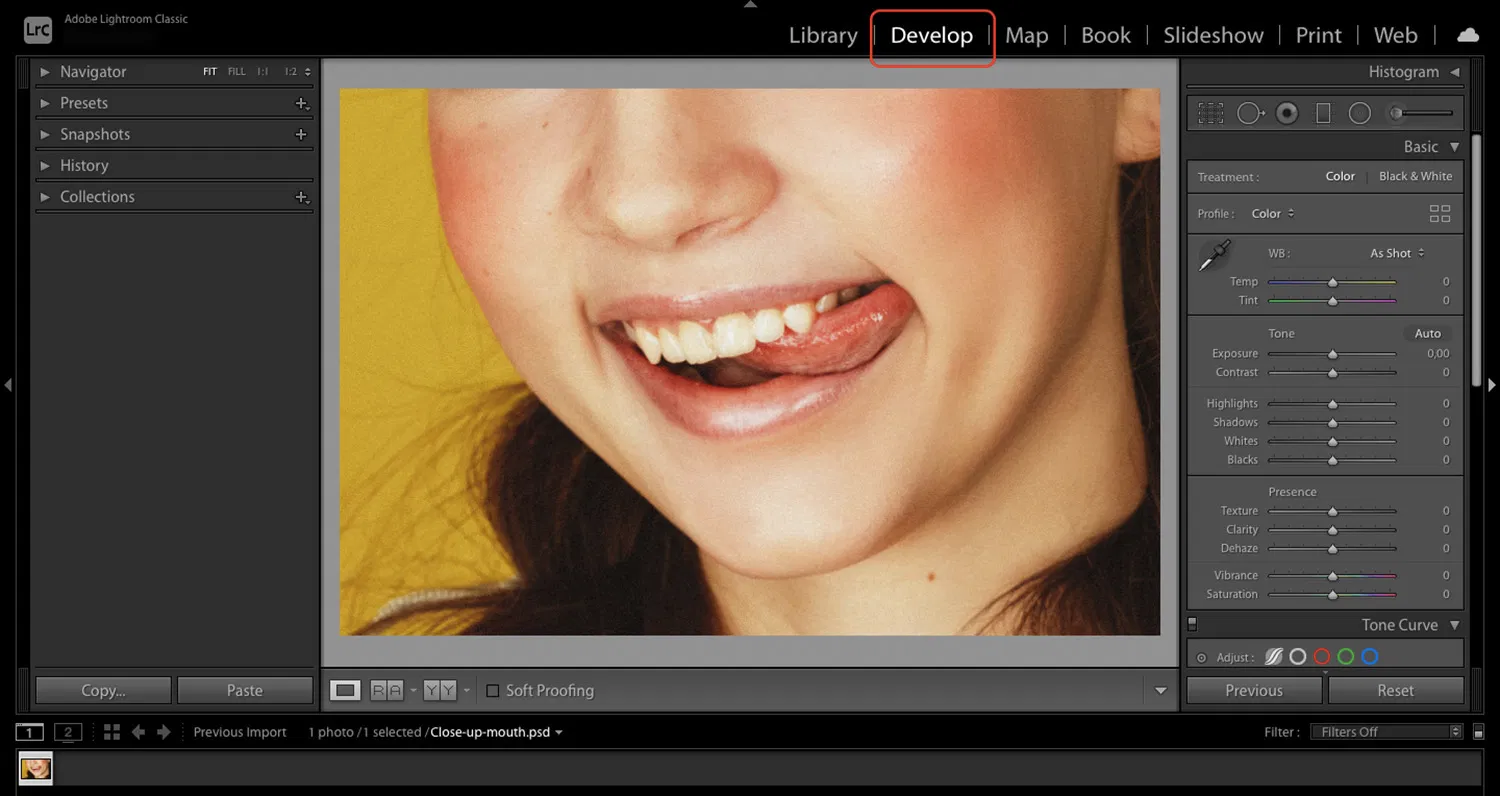 LrC
Adobe Lightroom Classic
Library | Develop | Map | Book | Slideshow | Print | Web |
Navigator FIT FILL 1:1 1:2
Presets
Snapshots
History
Collections
Copy... Paste
R A Y Y Soft Proofing
Histogram
Basic
Treatment : Color | Black & White
Profile : Color
WB : As Shot
Temp 0
Tint 0
Tone Auto
Exposure 0,00
Contrast 0
Highlights 0
Shadows 0
Whites 0
Blacks 0
Presence
Texture 0
Clarity 0
Dehaze 0
Vibrance 0
Saturation 0
Tone Curve
Adjust :
Previous Reset
1 2 Previous Import 1 photo / 1 selected / Close-up-mouth.psd
Filter : Filters Off